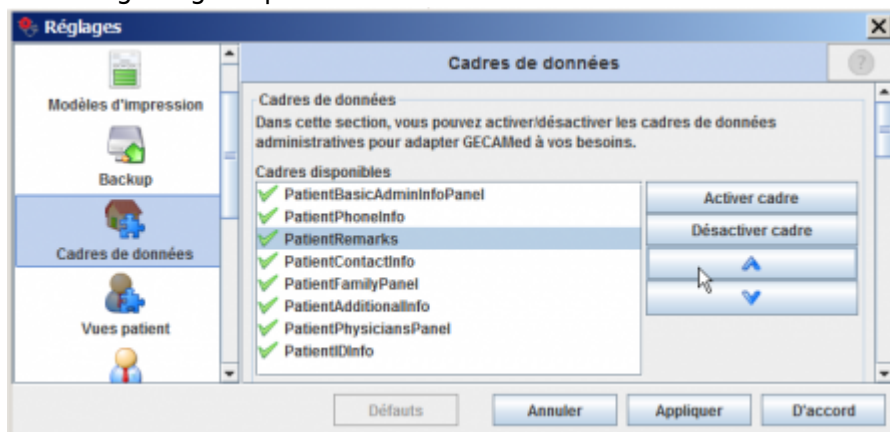 Réglages
Cadres de données
Modèles d'impression
Backup
Cadres de données
Vues patient
Cadres de données
Dans cette section, vous pouvez activer/désactiver les cadres de données
administratives pour adapter GECAMed à vos besoins.
Cadres disponibles
PatientBasicAdminInfoPanel
PatientPhoneInfo
PatientRemarks
PatientContactInfo
PatientFamilyPanel
PatientAdditionalInfo
PatientPhysiciansPanel
PatientIDInfo
Activer cadre
Désactiver cadre
Défauts
Annuler
Appliquer
D'accord